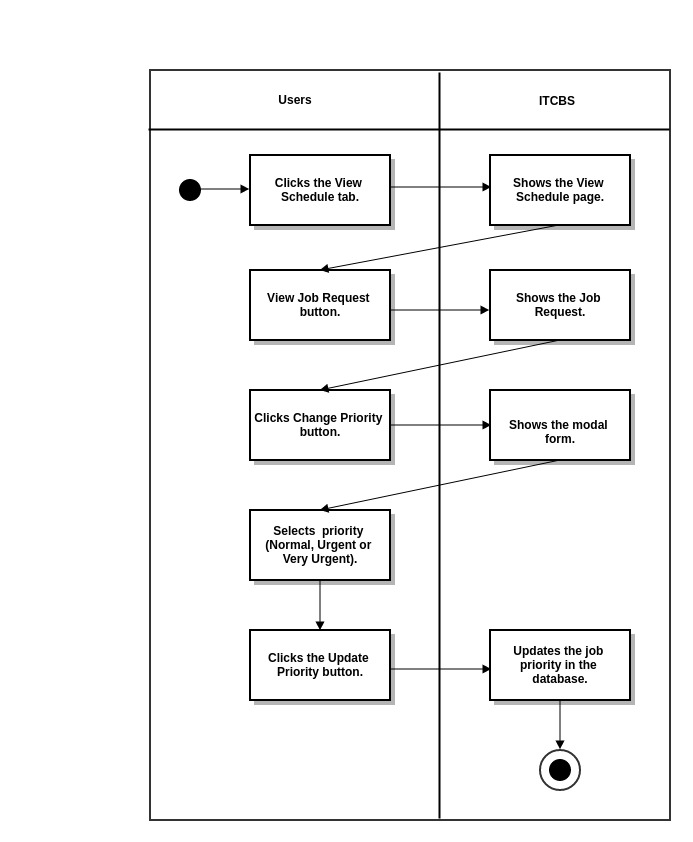 Users
ITCBS
Clicks the View
Schedule tab.
Shows the View
Schedule page.
View Job Request
button.
Shows the Job
Request.
Clicks Change Priority
button.
Shows the modal
form.
Selects  priority
(Normal, Urgent or
Very Urgent).
Clicks the Update
Priority button.
Updates the job
priority in the
database.